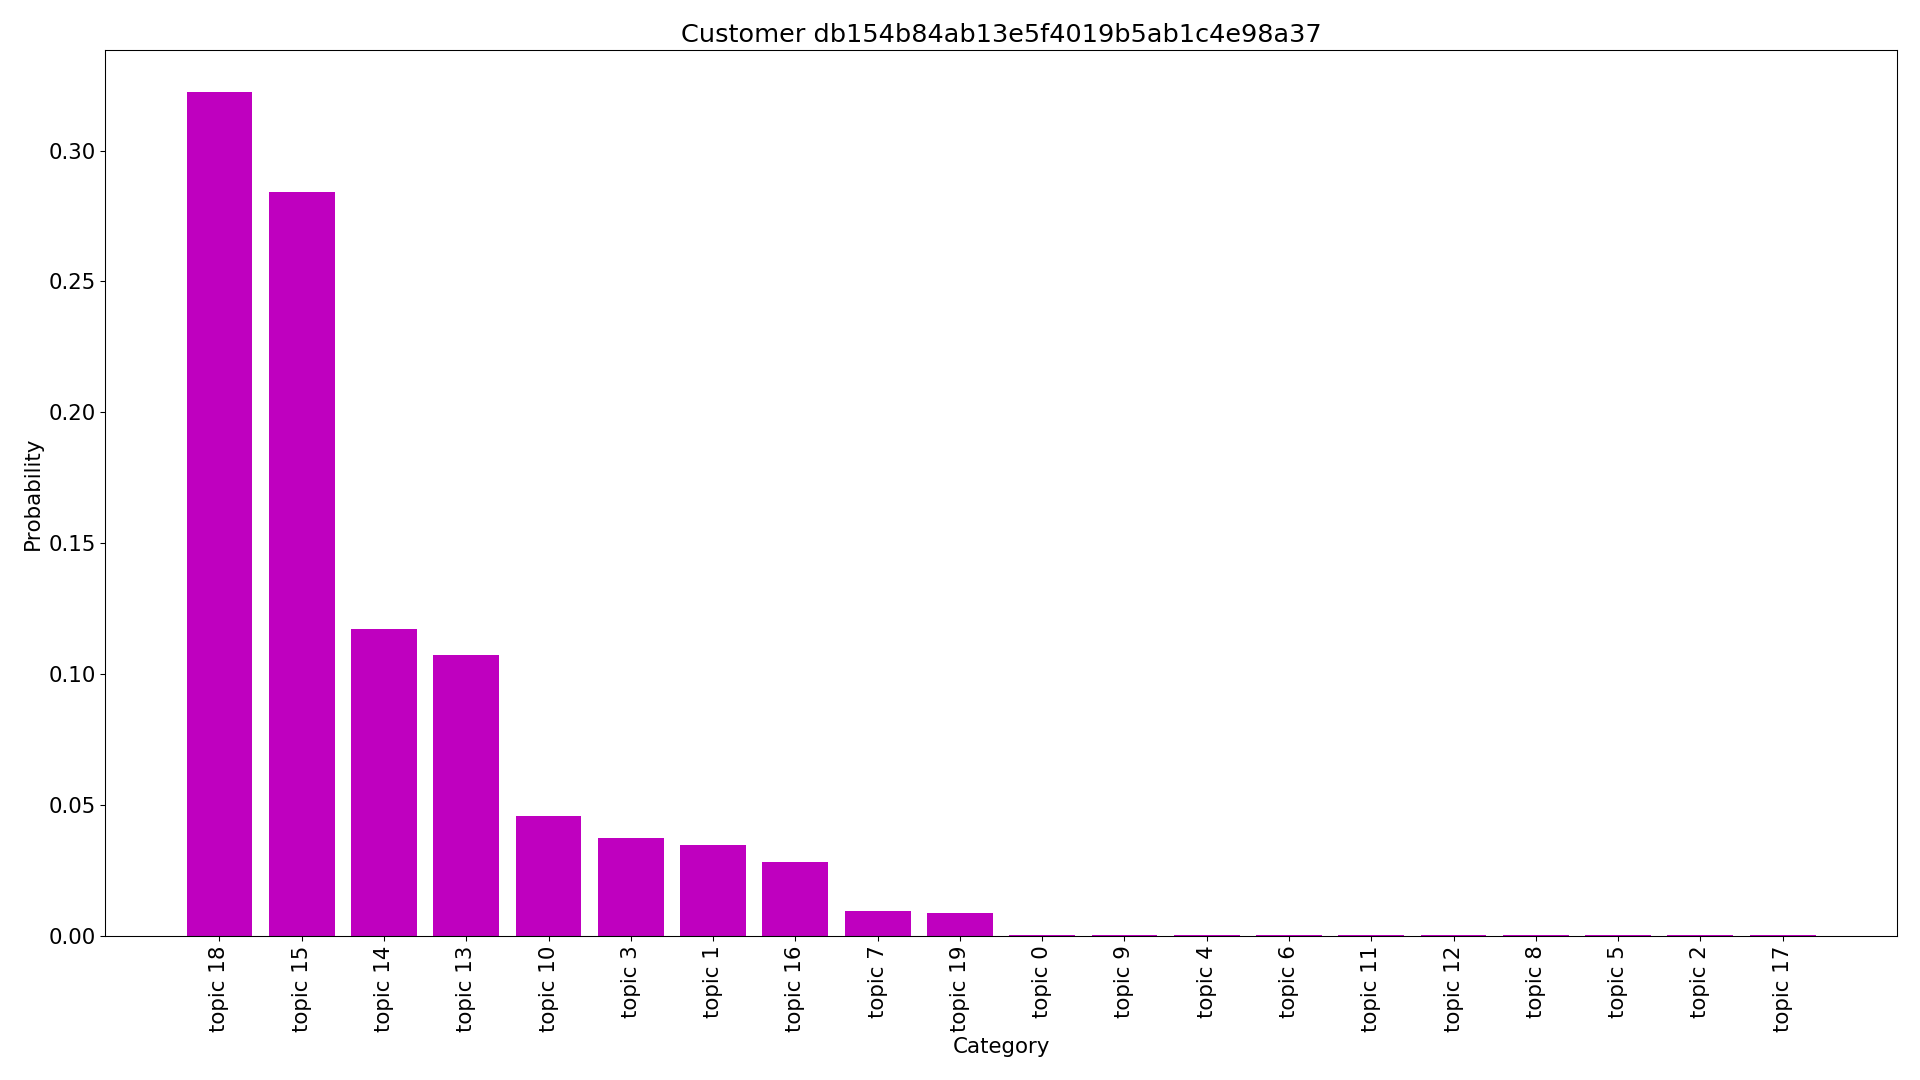 Customer db154b84ab13e5f4019b5ab1c4e98a37
Probability
0.30
0.25
0.20
0.15
0.10
0.05
0.00
topic 18
topic 15
topic 14
topic 13
topic 10
topic 3
topic 1
topic 16
topic 7
topic 19
topic 0
topic 9
topic 4
topic 6
topic 11
topic 12
topic 8
topic 5
topic 2
topic 17
Category